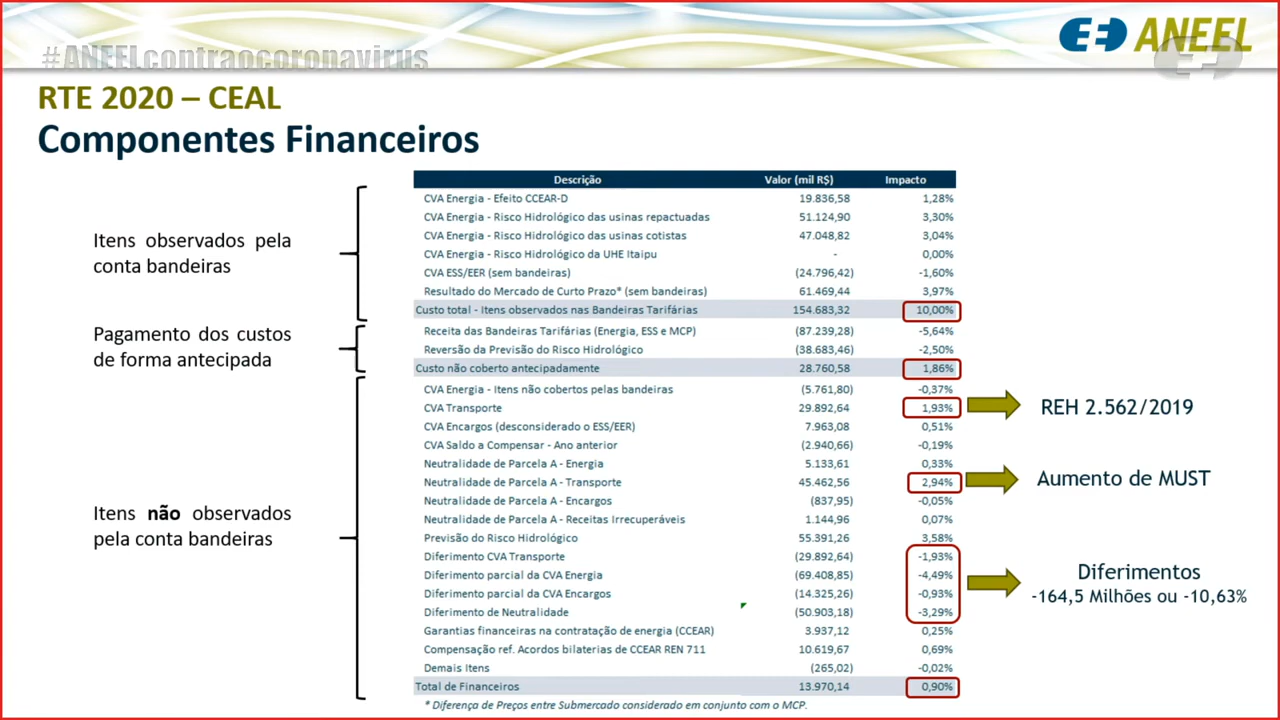 #ANEELcontraocoronavirus
ANEEL
RTE 2020 – CEAL
Componentes Financeiros
Descrição Valor (mil R$) Impacto
CVA Energia - Efeito CCEAR-D 19.836,58 1,28%
CVA Energia - Risco Hidrológico das usinas repactuadas 51.124,90 3,30%
CVA Energia - Risco Hidrológico das usinas cotistas 47.048,82 3,04%
CVA Energia - Risco Hidrológico da UHE Itaipu - 0,00%
CVA ESS/EER (sem bandeiras) (24.796,42) -1,60%
Resultado do Mercado de Curto Prazo* (sem bandeiras) 61.469,44 3,97%
Custo total - Itens observados nas Bandeiras Tarifárias 154.683,32 10,00%
Receita das Bandeiras Tarifárias (Energia, ESS e MCP) (87.239,28) -5,64%
Reversão da Previsão do Risco Hidrológico (38.683,46) -2,50%
Custo não coberto antecipadamente 28.760,58 1,86%
CVA Energia - Itens não cobertos pelas bandeiras (5.761,80) -0,37%
CVA Transporte 29.892,64 1,93%
CVA Encargos (desconsiderado o ESS/EER) 7.963,08 0,51%
CVA Saldo a Compensar - Ano anterior (2.940,66) -0,19%
Neutralidade de Parcela A - Energia 5.133,61 0,33%
Neutralidade de Parcela A - Transporte 45.462,56 2,94%
Neutralidade de Parcela A - Encargos (837,95) -0,05%
Neutralidade de Parcela A - Receitas Irrecuperáveis 1.144,96 0,07%
Previsão do Risco Hidrológico 55.391,26 3,58%
Diferimento CVA Transporte (29.892,64) -1,93%
Diferimento parcial da CVA Energia (69.408,85) -4,49%
Diferimento parcial da CVA Encargos (14.325,26) -0,93%
Diferimento de Neutralidade (50.903,18) -3,29%
Garantias financeiras na contratação de energia (CCEAR) 3.937,12 0,25%
Compensação ref. Acordos bilaterias de CCEAR REN 711 10.619,67 0,69%
Demais Itens (265,02) -0,02%
Total de Financeiros 13.970,14 0,90%
* Diferença de Preços entre Submercado considerado em conjunto com o MCP.
Itens observados pela
conta bandeiras
Pagamento dos custos
de forma antecipada
Itens não observados
pela conta bandeiras
REH 2.562/2019
Aumento de MUST
Diferimentos
-164,5 Milhões ou -10,63%